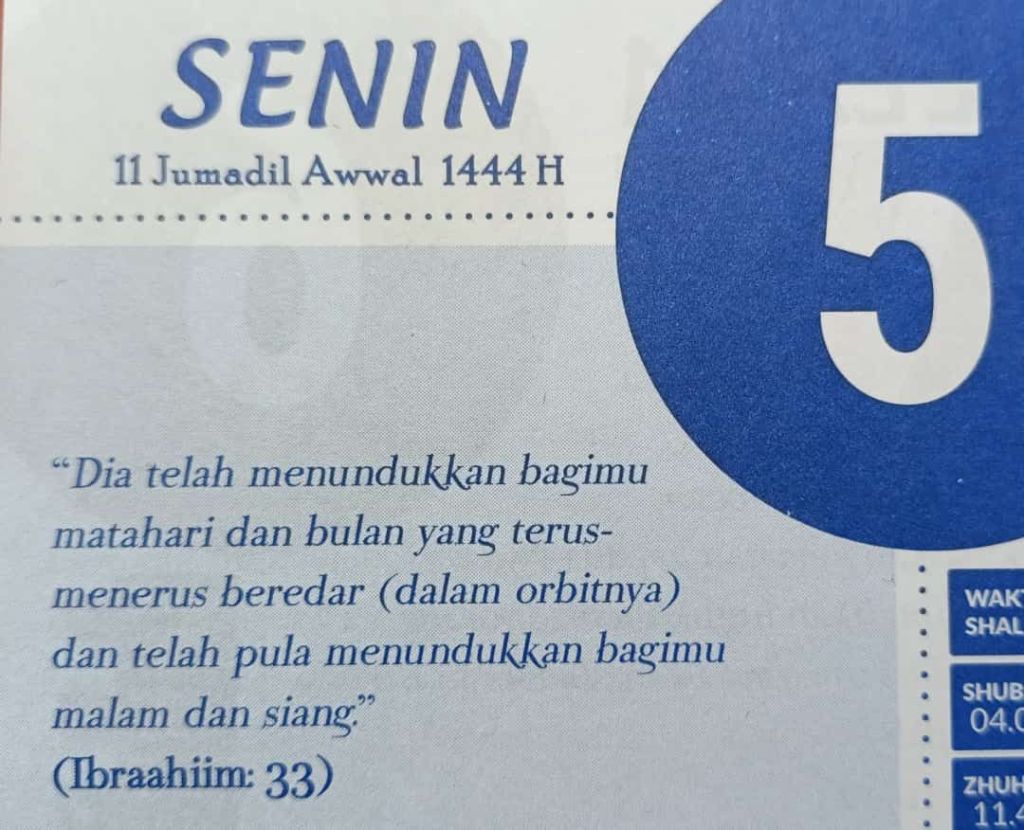 SENIN
11 Jumadil Awwal 1444 H
5
“Dia telah menundukkan bagimu
matahari dan bulan yang terus-
menerus beredar (dalam orbitnya)
dan telah pula menundukkan bagimu
malam dan siang.”
(Ibraahiim: 33)